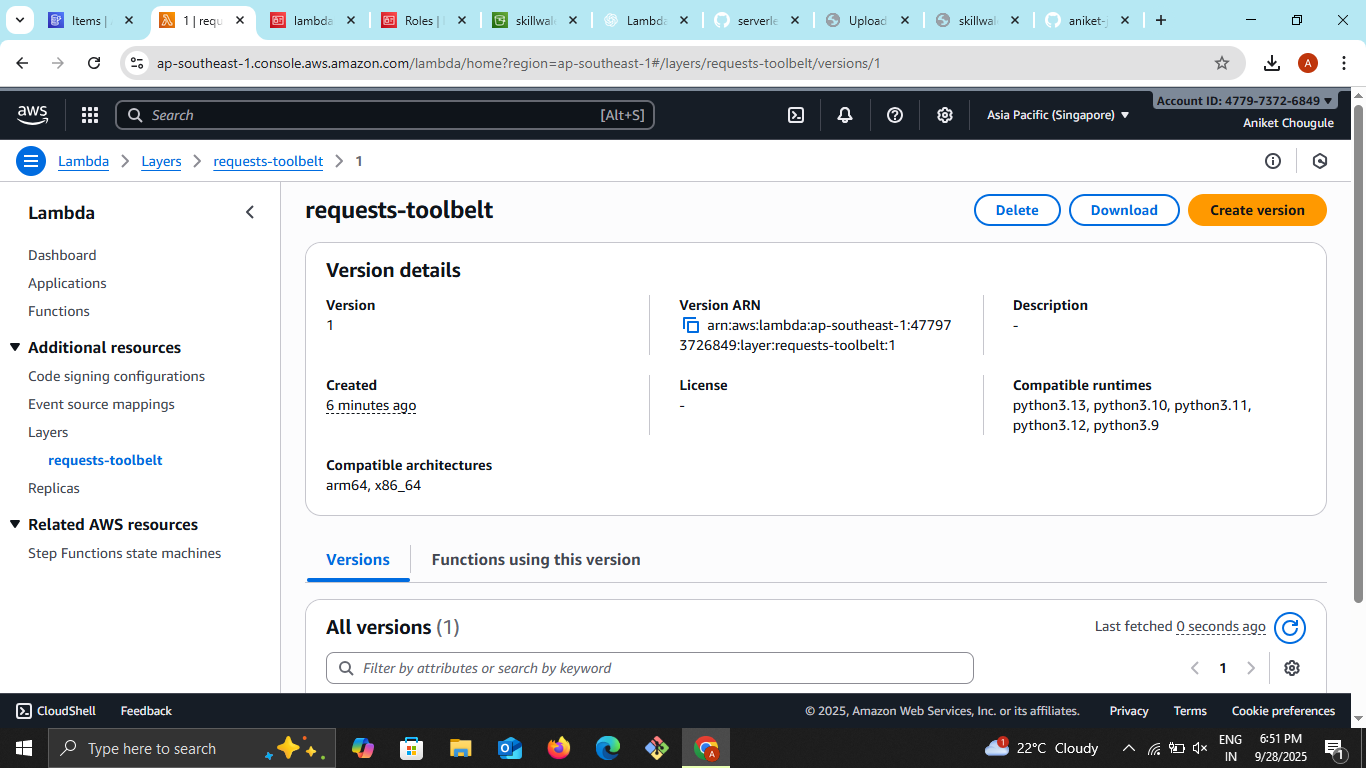 Items |
1 | requ
lambda
Roles |
skillwal
Lambda
serverle
Upload
skillwal
aniket-
ap-southeast-1.console.aws.amazon.com/lambda/home?region=ap-southeast-1#/layers/requests-toolbelt/versions/1
A
aws
Search
[Alt+S]
Asia Pacific (Singapore)
Account ID: 4779-7372-6849
Aniket Chougule
Lambda
Layers
requests-toolbelt
1
Lambda
Dashboard
Applications
Functions
Additional resources
Code signing configurations
Event source mappings
Layers
requests-toolbelt
Replicas
Related AWS resources
Step Functions state machines
requests-toolbelt
Delete
Download
Create version
Version details
Version
1
Version ARN
arn:aws:lambda:ap-southeast-1:47797
3726849:layer:requests-toolbelt:1
Description
-
Created
6 minutes ago
License
-
Compatible runtimes
python3.13, python3.10, python3.11,
python3.12, python3.9
Compatible architectures
arm64, x86_64
Versions
Functions using this version
All versions (1)
Last fetched 0 seconds ago
Filter by attributes or search by keyword
1
CloudShell
Feedback
© 2025, Amazon Web Services, Inc. or its affiliates.
Privacy
Terms
Cookie preferences
Type here to search
A
1
22°C Cloudy
ENG
IN
6:51 PM
9/28/2025
1